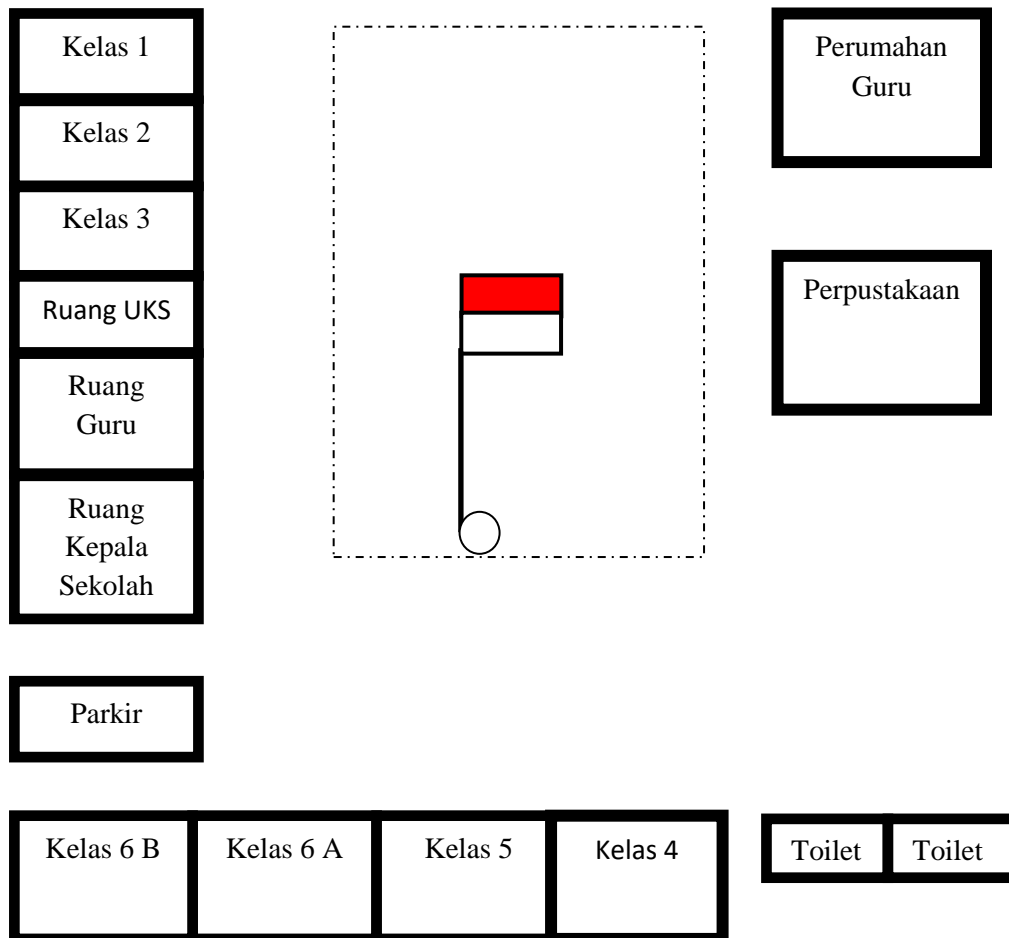 Kelas 1
Kelas 2
Kelas 3
Ruang UKS
Ruang
Guru
Ruang
Kepala
Sekolah
Parkir
Perumahan
Guru
Perpustakaan
Kelas 6 B
Kelas 6 A
Kelas 5
Kelas 4
Toilet
Toilet